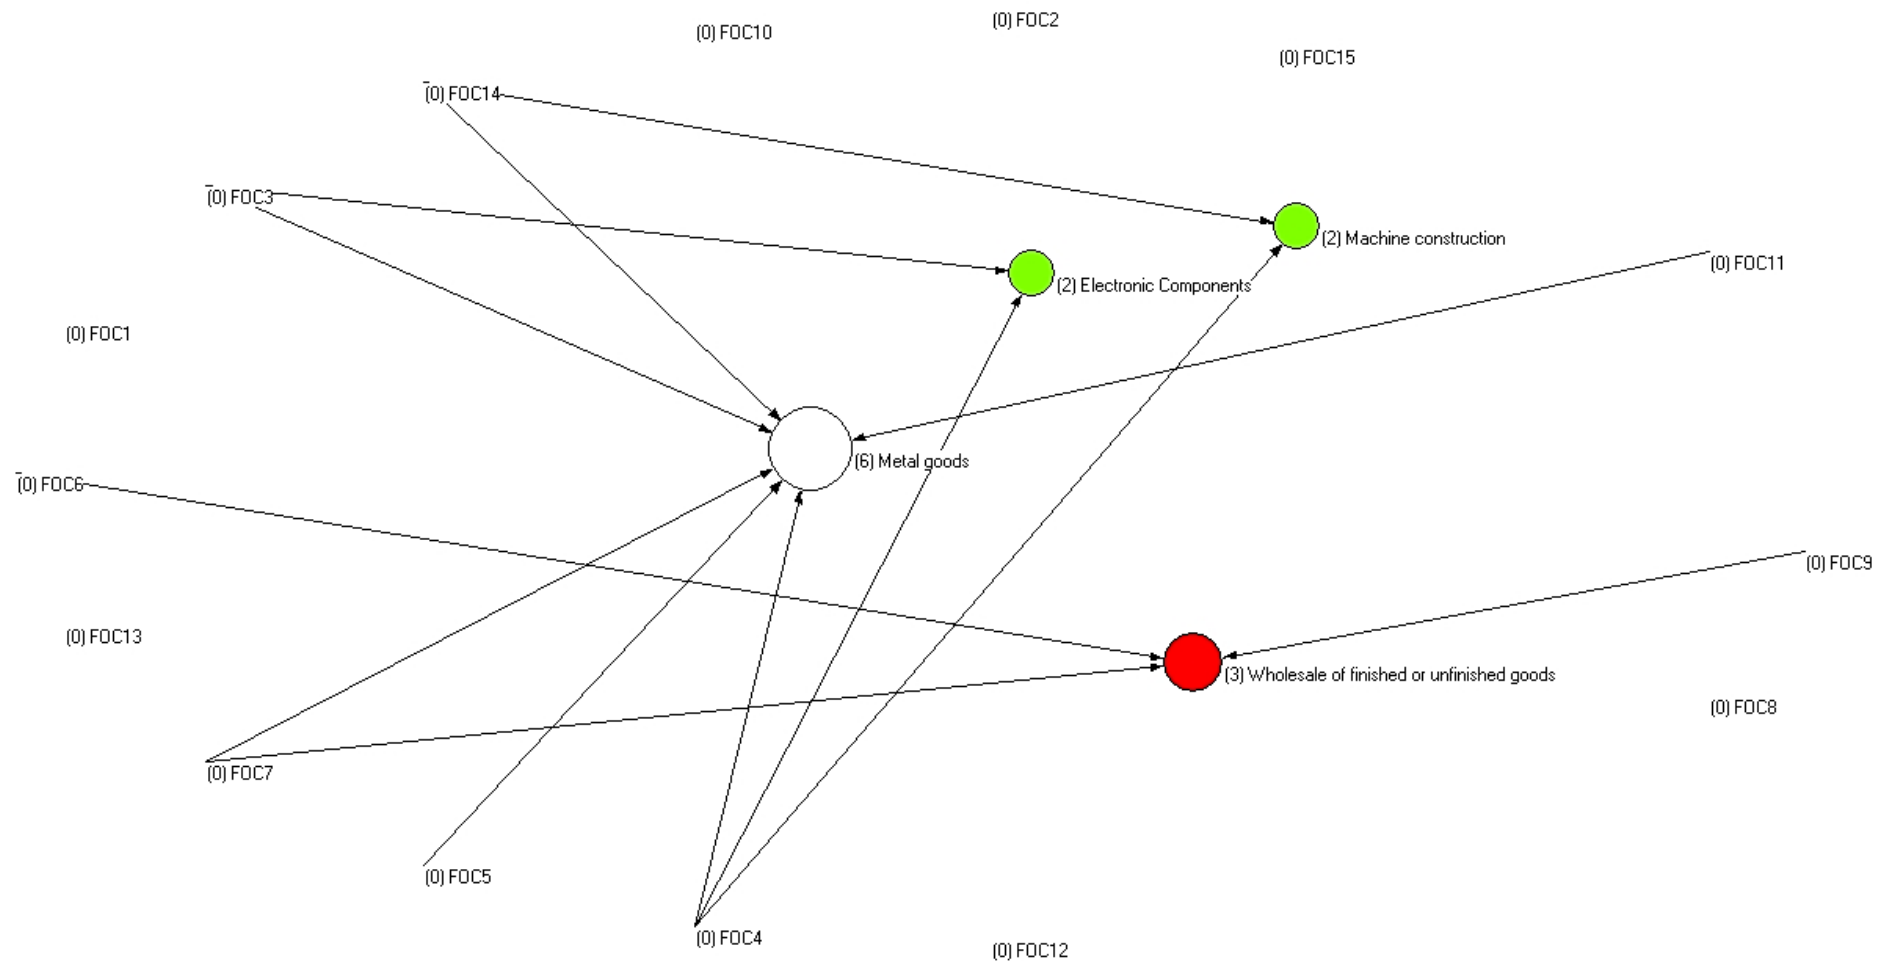 (0) FOC2
(0) FOC10
(0) FOC15
(0) FOC14
(0) FOC3
(2) Machine construction
(0) FOC11
(2) Electronic Components
(0) FOC1
(6) Metal goods
(0) FOC6
(0) FOC9
(0) FOC13
(3) Wholesale of finished or unfinished goods
(0) FOC8
(0) FOC7
(0) FOC5
(0) FOC4
(0) FOC12